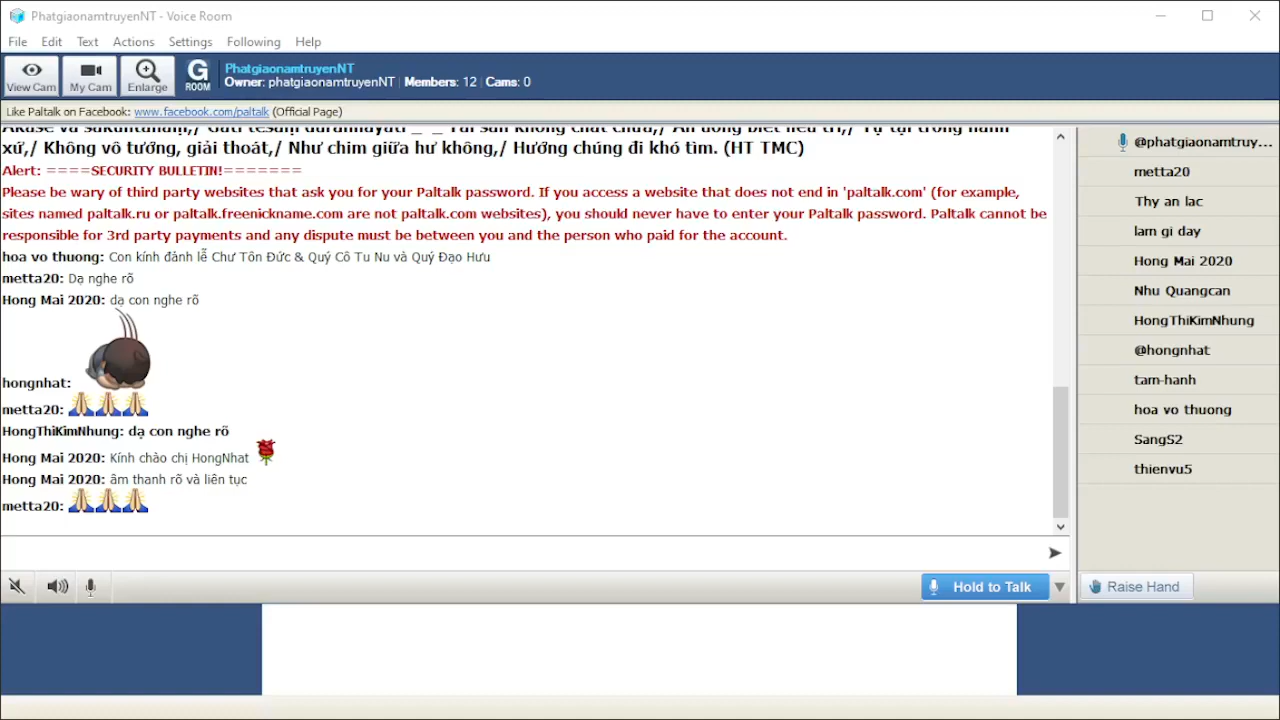 PhatgiaonamtruyenNT - Voice Room
File Edit Text Actions Settings Following Help
View Cam My Cam Enlarge G ROOM
PhatgiaonamtruyenNT
Owner: phatgiaonamtruyenNT | Members: 12 | Cams: 0
Like Paltalk on Facebook: www.facebook.com/paltalk (Official Page)
xứ,/ Không vô tướng, giải thoát,/ Như chim giữa hư không,/ Hướng chúng đi khó tìm. (HT TMC)
Alert: ====SECURITY BULLETIN!=======
Please be wary of third party websites that ask you for your Paltalk password. If you access a website that does not end in 'paltalk.com' (for example,
sites named paltalk.ru or paltalk.freenickname.com are not paltalk.com websites), you should never have to enter your Paltalk password. Paltalk cannot be
responsible for 3rd party payments and any dispute must be between you and the person who paid for the account.
hoa vo thuong: Con kính đảnh lễ Chư Tôn Đức & Quý Cô Tu Nu và Quý Đạo Hưu
metta20: Dạ nghe rõ
Hong Mai 2020: dạ con nghe rõ
hongnhat:
metta20:
HongThiKimNhung: dạ con nghe rõ
Hong Mai 2020: Kính chào chị HongNhat
Hong Mai 2020: âm thanh rõ và liên tục
metta20:
Hold to Talk
@phatgiaonamtruy...
metta20
Thy an lac
lam gi day
Hong Mai 2020
Nhu Quangcan
HongThiKimNhung
@hongnhat
tam-hanh
hoa vo thuong
SangS2
thienvu5
Raise Hand